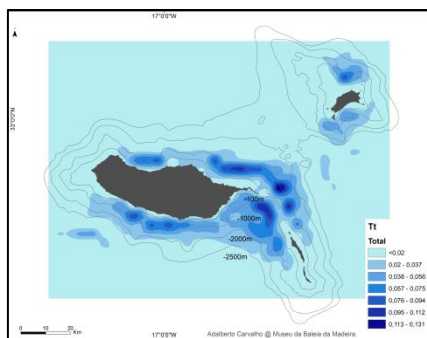 17°0'0"W
33°0'0"N
-100m
-1000m
-2000m
-2500m
Tt
Total
<0.02
0,02 - 0,037
0,038 - 0,056
0,057 - 0,075
0,076 - 0,094
0,095 - 0,112
0,113 - 0,131
0 10 20
Km
17°0'0"W
Adalberto Carvalho @ Museu da Baleia da Madeira